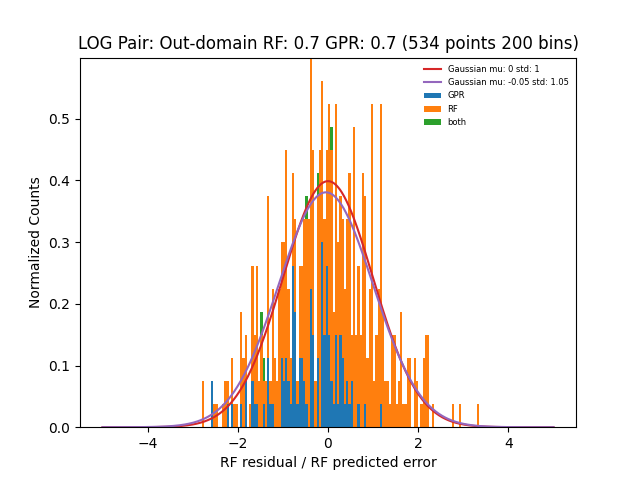 LOG Pair: Out-domain RF: 0.7 GPR: 0.7 (534 points 200 bins)
Gaussian mu: 0 std: 1
Gaussian mu: -0.05 std: 1.05
GPR
RF
both
Normalized Counts
0.5
0.4
0.3
0.2
0.1
0.0
−4
−2
0
2
4
RF residual / RF predicted error